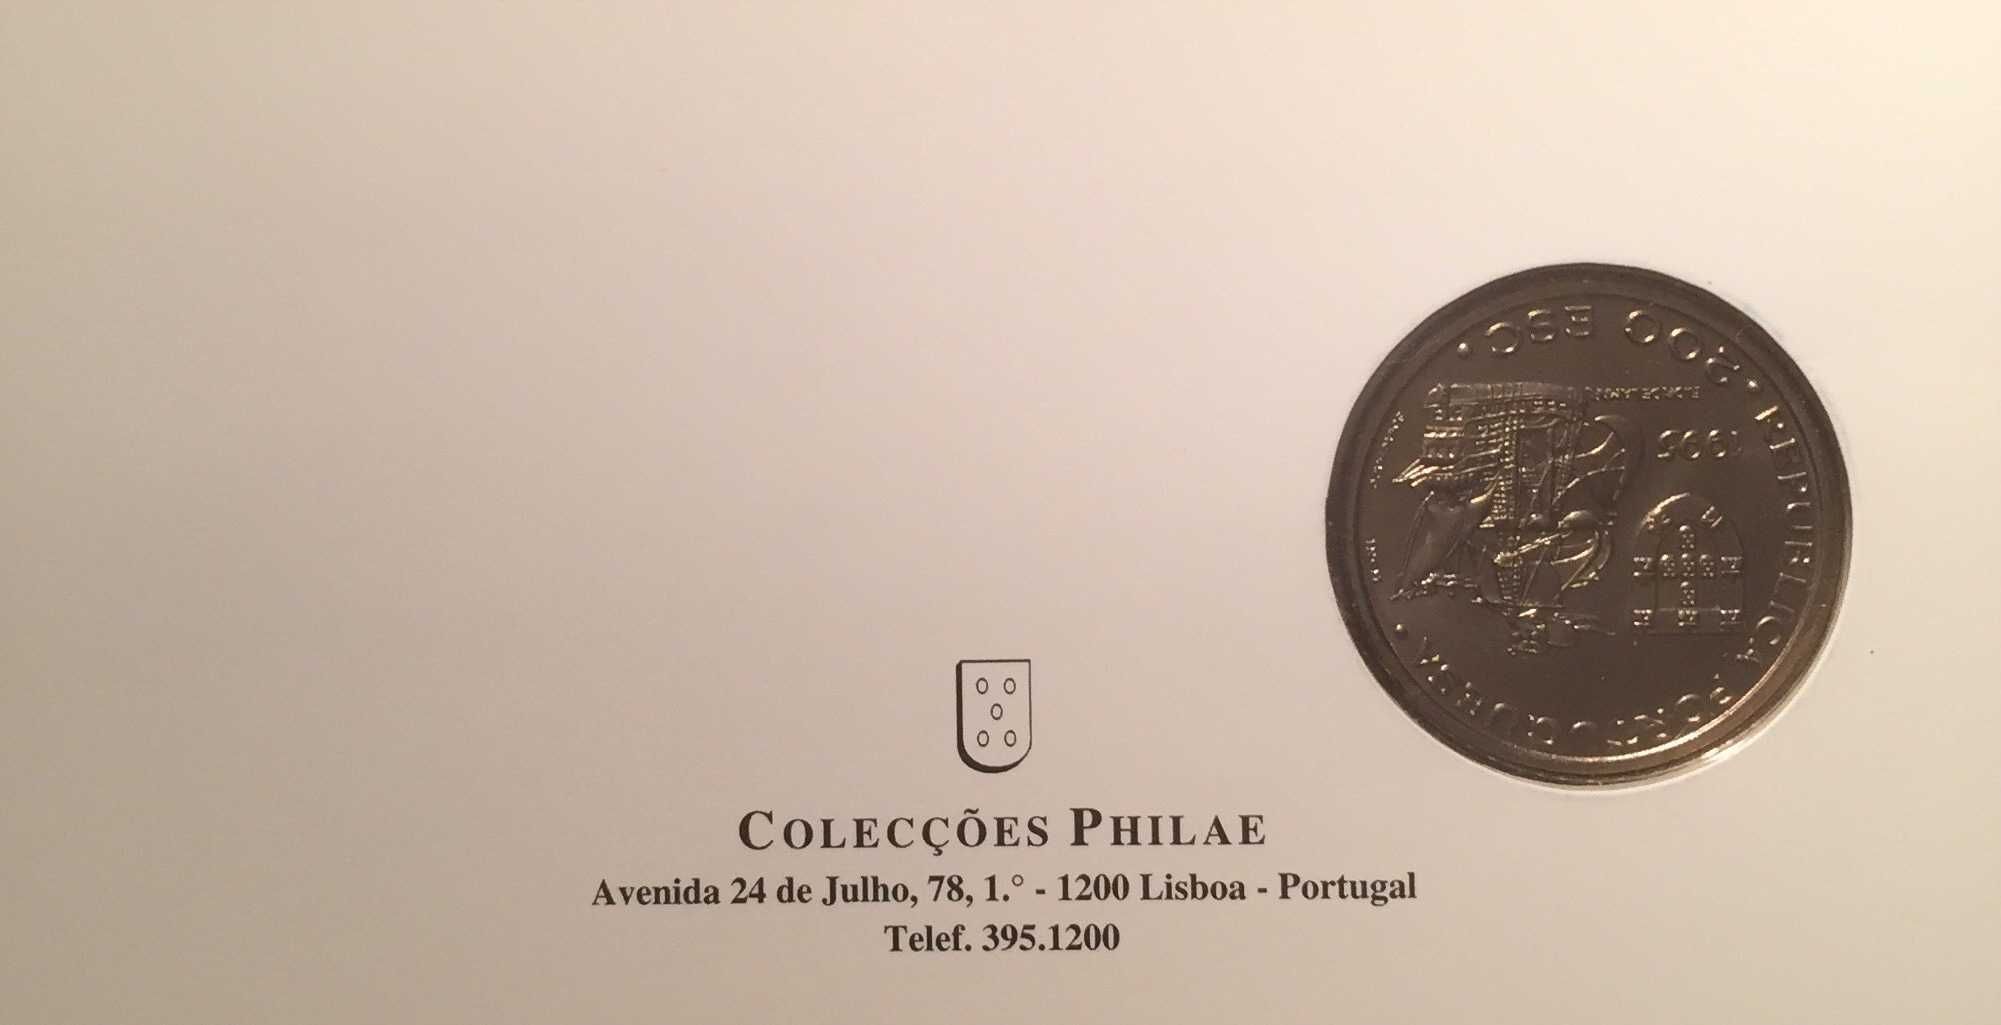 200 ESC
1995
REPUBLICA PORTUGUESA
COLECÇÕES PHILAE
Avenida 24 de Julho, 78, 1.° - 1200 Lisboa - Portugal
Telef. 395.1200